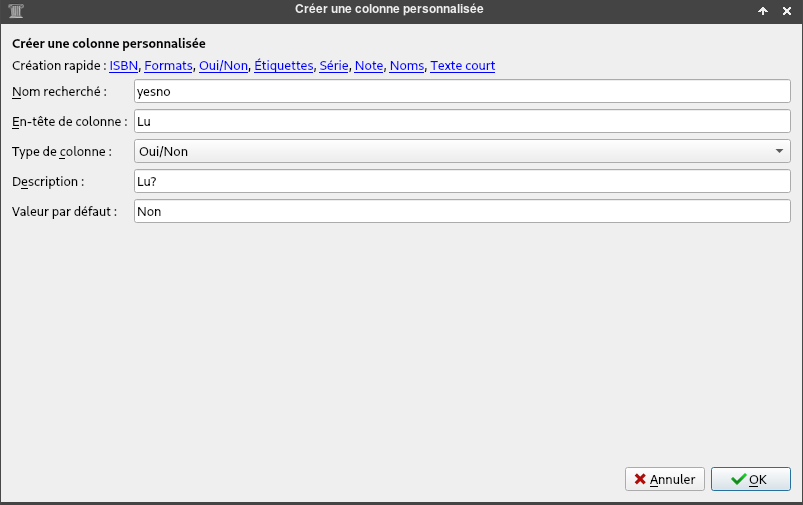 Créer une colonne personnalisée
Créer une colonne personnalisée
Création rapide : ISBN, Formats, Oui/Non, Étiquettes, Série, Note, Noms, Texte court
Nom recherché : yesno
En-tête de colonne : Lu
Type de colonne : Oui/Non
Description : Lu?
Valeur par défaut : Non
Annuler OK